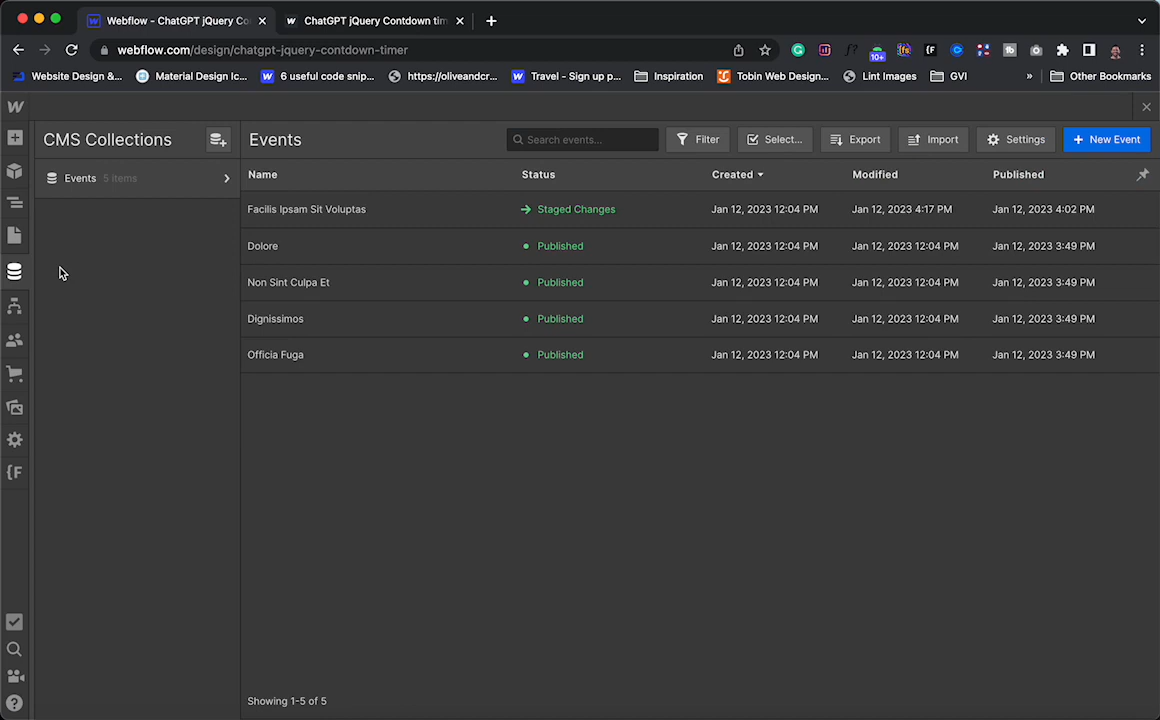 Webflow - ChatGPT jQuery Co
ChatGPT jQuery Contdown tim
webflow.com/design/chatgpt-jquery-contdown-timer
10+
Website Design &...
Material Design Ic...
6 useful code snip...
https://oliveandcr...
Travel - Sign up p...
Inspiration
Tobin Web Design...
Lint Images
GVI
»
Other Bookmarks
CMS Collections
Events
Search events...
Filter
Select...
Export
Import
Settings
New Event
Events 5 items
Name
Status
Created
Modified
Published
Facilis Ipsam Sit Voluptas
Staged Changes
Jan 12, 2023 12:04 PM
Jan 12, 2023 4:17 PM
Jan 12, 2023 4:02 PM
Dolore
Published
Jan 12, 2023 12:04 PM
Jan 12, 2023 12:04 PM
Jan 12, 2023 3:49 PM
Non Sint Culpa Et
Published
Jan 12, 2023 12:04 PM
Jan 12, 2023 12:04 PM
Jan 12, 2023 3:49 PM
Dignissimos
Published
Jan 12, 2023 12:04 PM
Jan 12, 2023 12:04 PM
Jan 12, 2023 3:49 PM
Officia Fuga
Published
Jan 12, 2023 12:04 PM
Jan 12, 2023 12:04 PM
Jan 12, 2023 3:49 PM
Showing 1-5 of 5